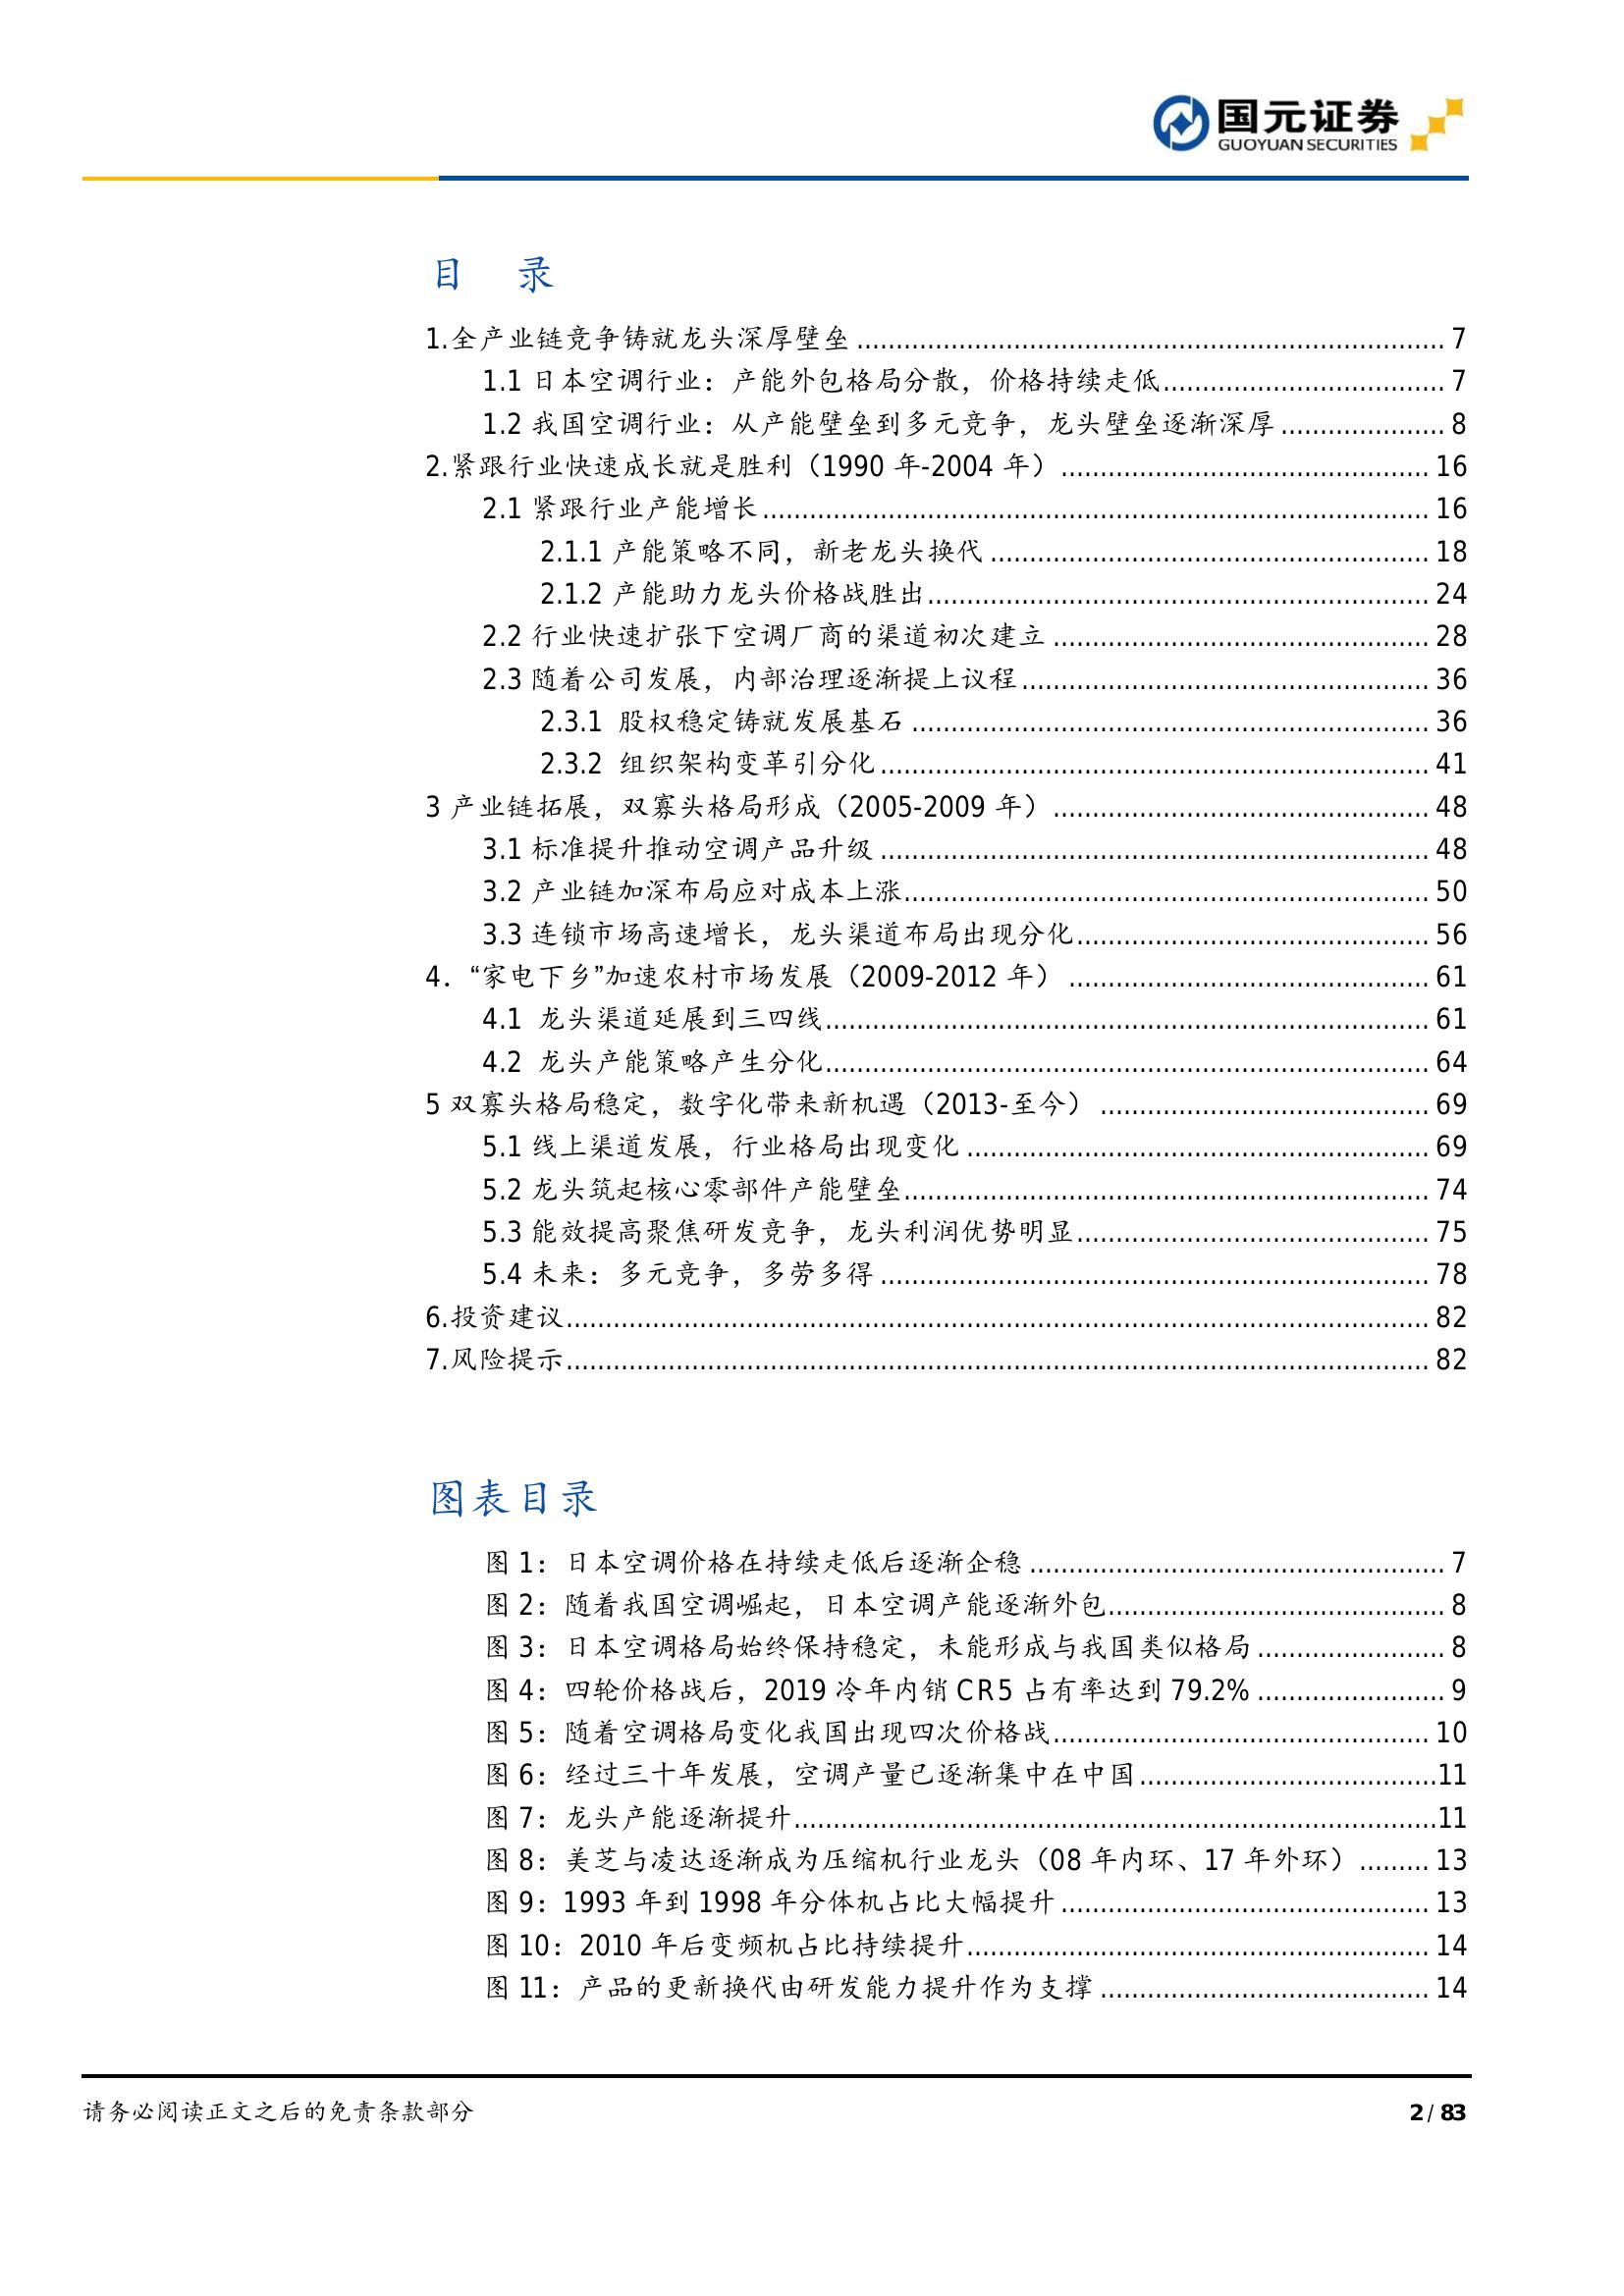 国元证券
GUOYUAN SECURITIES
目 录
1.全产业链竞争铸就龙头深厚壁垒 ........................................ 7
1.1 日本空调行业：产能外包格局分散，价格持续走低 ........................................ 7
1.2 我国空调行业：从产能壁垒到多元竞争，龙头壁垒逐渐深厚 ..................... 8
2.紧跟行业快速成长就是胜利（1990 年-2004 年） ........................................ 16
2.1 紧跟行业产能增长 ........................................ 16
2.1.1 产能策略不同，新老龙头换代 ........................................ 18
2.1.2 产能助力龙头价格战胜出 ........................................ 24
2.2 行业快速扩张下空调厂商的渠道初次建立 ........................................ 28
2.3 随着公司发展，内部治理逐渐提上议程 ........................................ 36
2.3.1 股权稳定铸就发展基石 ........................................ 36
2.3.2 组织架构变革引分化 ........................................ 41
3 产业链拓展，双寡头格局形成（2005-2009 年） ........................................ 48
3.1 标准提升推动空调产品升级 ........................................ 48
3.2 产业链加深布局应对成本上涨 ........................................ 50
3.3 连锁市场高速增长，龙头渠道布局出现分化 ........................................ 56
4．“家电下乡”加速农村市场发展（2009-2012 年） ........................................ 61
4.1 龙头渠道延展到三四线 ........................................ 61
4.2 龙头产能策略产生分化 ........................................ 64
5 双寡头格局稳定，数字化带来新机遇（2013-至今） ........................................ 69
5.1 线上渠道发展，行业格局出现变化 ........................................ 69
5.2 龙头筑起核心零部件产能壁垒 ........................................ 74
5.3 能效提高聚焦研发竞争，龙头利润优势明显 ........................................ 75
5.4 未来：多元竞争，多劳多得 ........................................ 78
6.投资建议 ........................................ 82
7.风险提示 ........................................ 82
图表目录
图 1：日本空调价格在持续走低后逐渐企稳 ........................................ 7
图 2：随着我国空调崛起，日本空调产能逐渐外包 ........................................ 8
图 3：日本空调格局始终保持稳定，未能形成与我国类似格局 ........................ 8
图 4：四轮价格战后，2019 冷年内销 CR5 占有率达到 79.2% ........................ 9
图 5：随着空调格局变化我国出现四次价格战 ........................................ 10
图 6：经过三十年发展，空调产量已逐渐集中在中国 ........................................ 11
图 7：龙头产能逐渐提升 ........................................ 11
图 8：美芝与凌达逐渐成为压缩机行业龙头（08 年内环、17 年外环） ......... 13
图 9：1993 年到 1998 年分体机占比大幅提升 ........................................ 13
图 10：2010 年后变频机占比持续提升 ........................................ 14
图 11：产品的更新换代由研发能力提升作为支撑 ........................................ 14
请务必阅读正文之后的免责条款部分
2 / 83